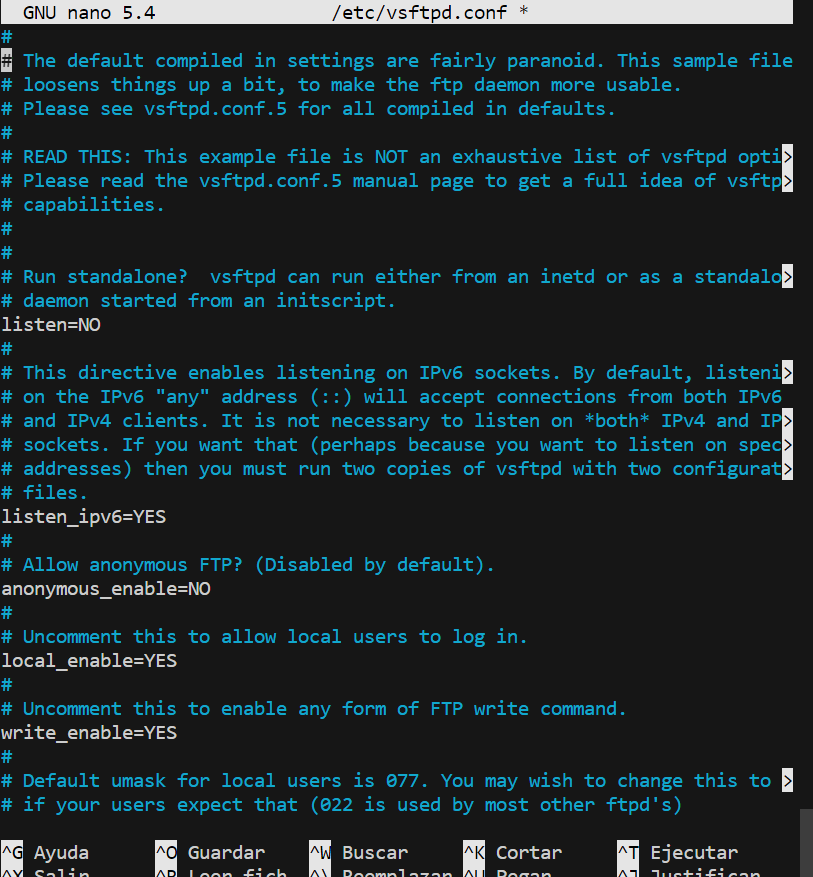 GNU nano 5.4 /etc/vsftpd.conf *
#
# The default compiled in settings are fairly paranoid. This sample file
# loosens things up a bit, to make the ftp daemon more usable.
# Please see vsftpd.conf.5 for all compiled in defaults.
#
# READ THIS: This example file is NOT an exhaustive list of vsftpd opti>
# Please read the vsftpd.conf.5 manual page to get a full idea of vsftp>
# capabilities.
#
#
# Run standalone?  vsftpd can run either from an inetd or as a standalo>
# daemon started from an initscript.
listen=NO
#
# This directive enables listening on IPv6 sockets. By default, listeni>
# on the IPv6 "any" address (::) will accept connections from both IPv6
# and IPv4 clients. It is not necessary to listen on *both* IPv4 and IP>
# sockets. If you want that (perhaps because you want to listen on spec>
# addresses) then you must run two copies of vsftpd with two configurat>
# files.
listen_ipv6=YES
#
# Allow anonymous FTP? (Disabled by default).
anonymous_enable=NO
#
# Uncomment this to allow local users to log in.
local_enable=YES
#
# Uncomment this to enable any form of FTP write command.
write_enable=YES
#
# Default umask for local users is 077. You may wish to change this to >
# if your users expect that (022 is used by most other ftpd's)
^G Ayuda ^O Guardar ^W Buscar ^K Cortar ^T Ejecutar
^X Salir ^R Leer fich. ^\ Reemplazar ^U Pegar ^J Justificar